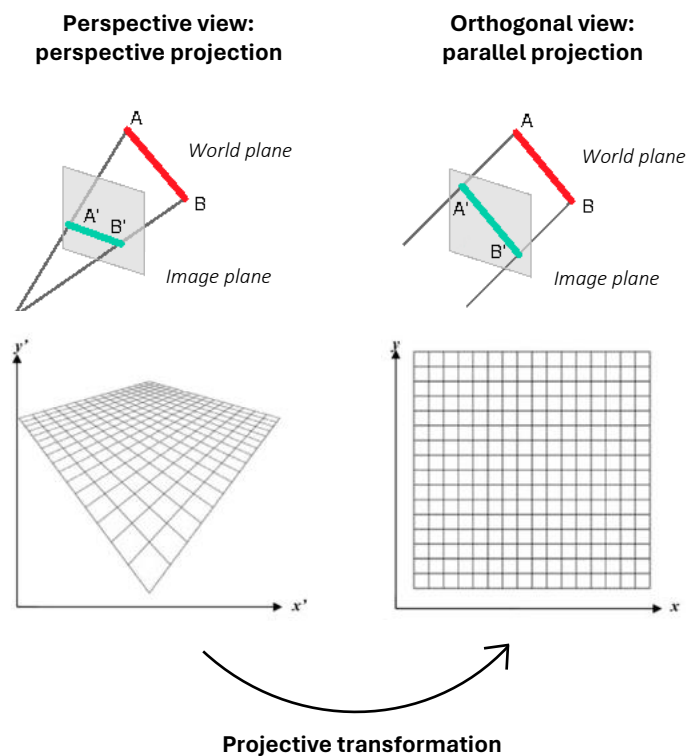 Perspective view:
perspective projection
Orthogonal view:
parallel projection
A
World plane
B
A'
B'
Image plane
A
World plane
B
A'
B'
Image plane
y'
x'
y
x
Projective transformation